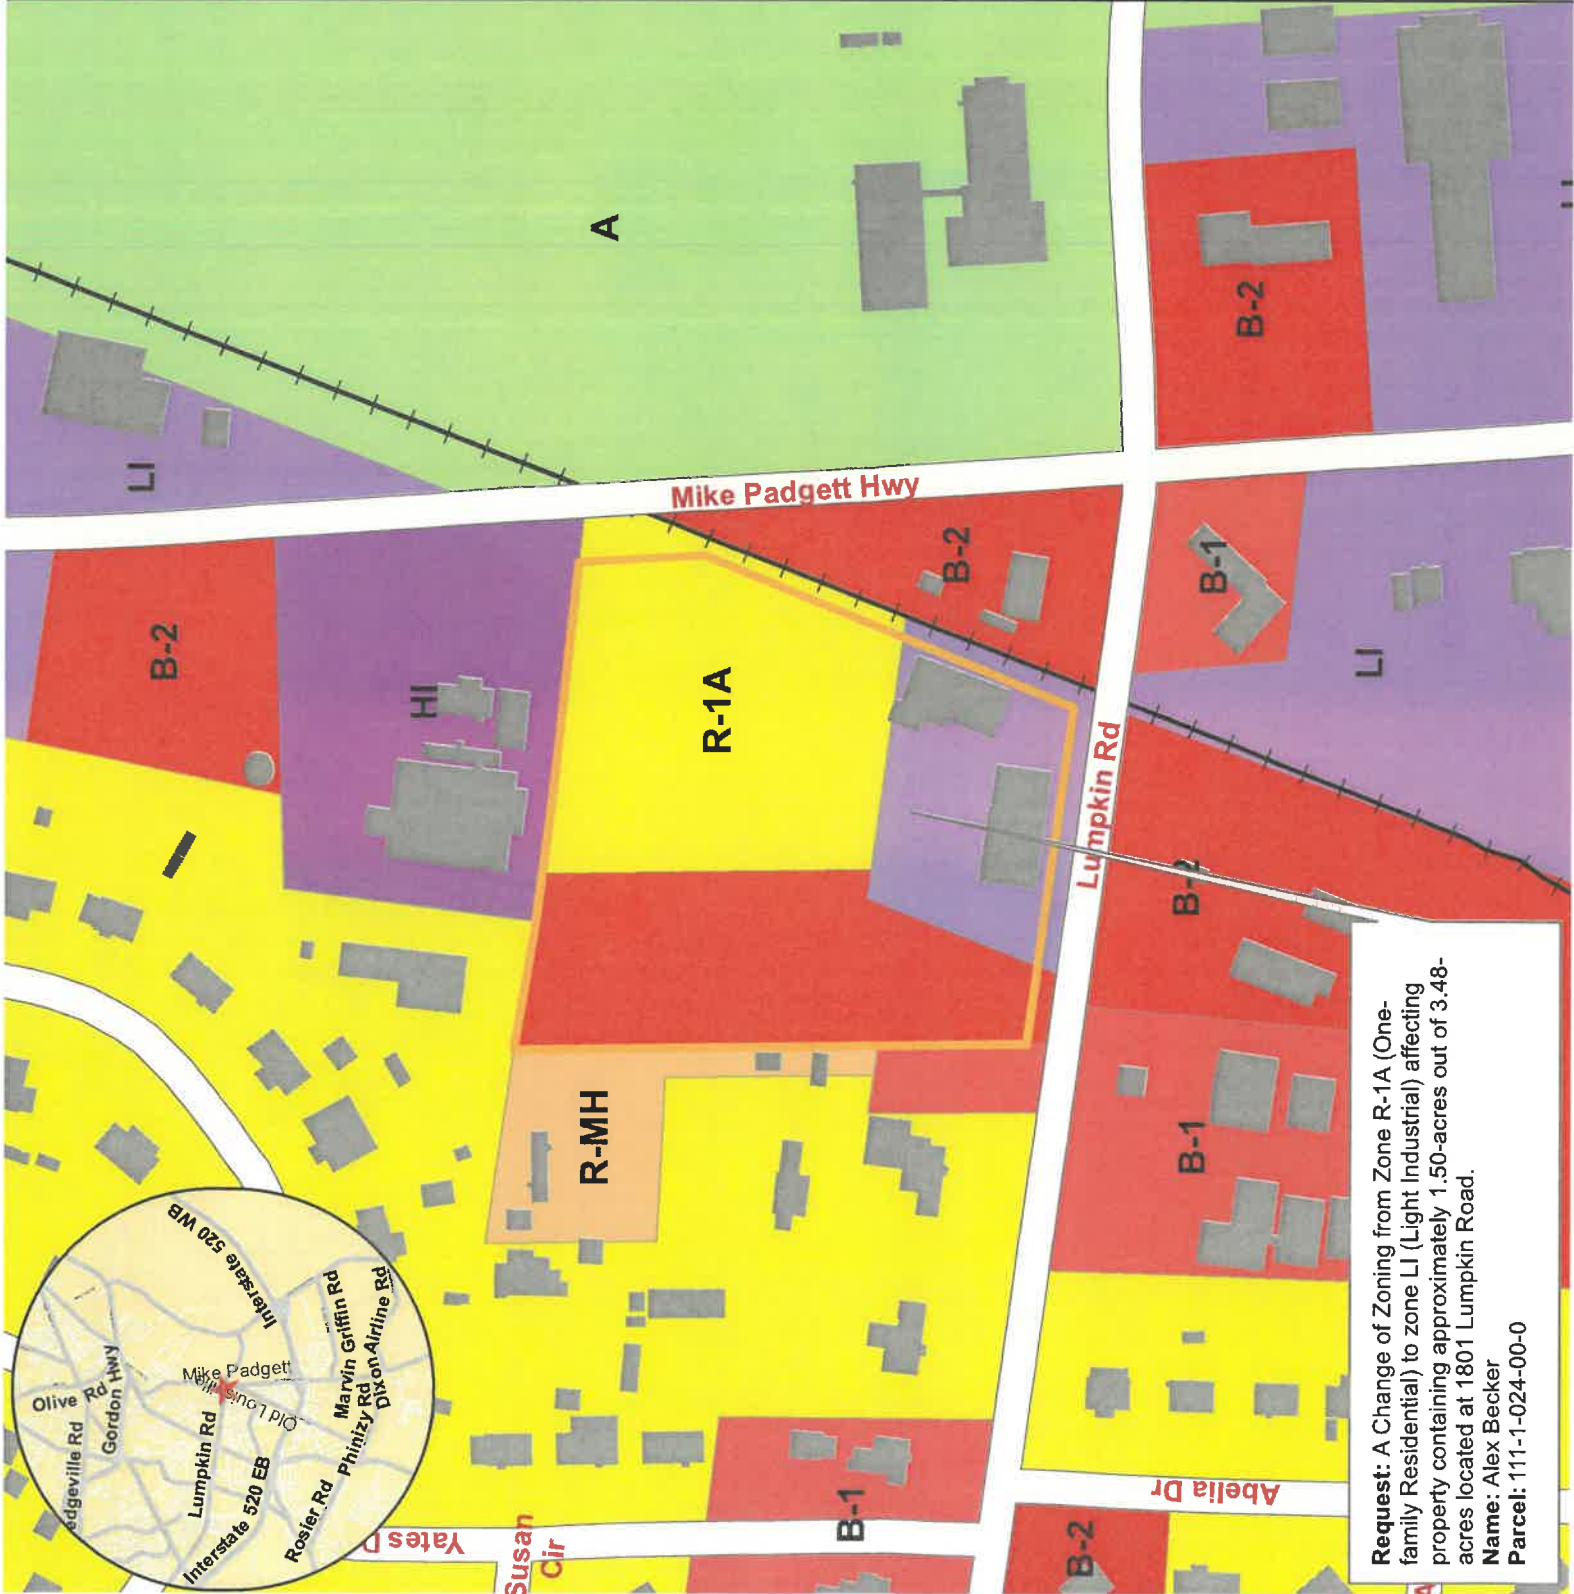 A
LI
Mike Padgett Hwy
B-2
B-2
HI
B-2
B-1
R-1A
LI
Lumpkin Rd
B-2
R-MH
B-1
B-1
B-2
Abelia Dr
Yates D
Susan
Cir
Interstate 520 WB
Olive Rd
Gordon Hwy
edgeville Rd
Mike Padgett
Lumpkin Rd
Interstate 520 EB
Rosier Rd
Phinizy Rd
Marvin Griffin Rd
Dixon Airline Rd
Request: A Change of Zoning from Zone R-1A (One-
family Residential) to zone LI (Light Industrial) affecting
property containing approximately 1.50-acres out of 3.48-
acres located at 1801 Lumpkin Road.
Name: Alex Becker
Parcel: 111-1-024-00-0